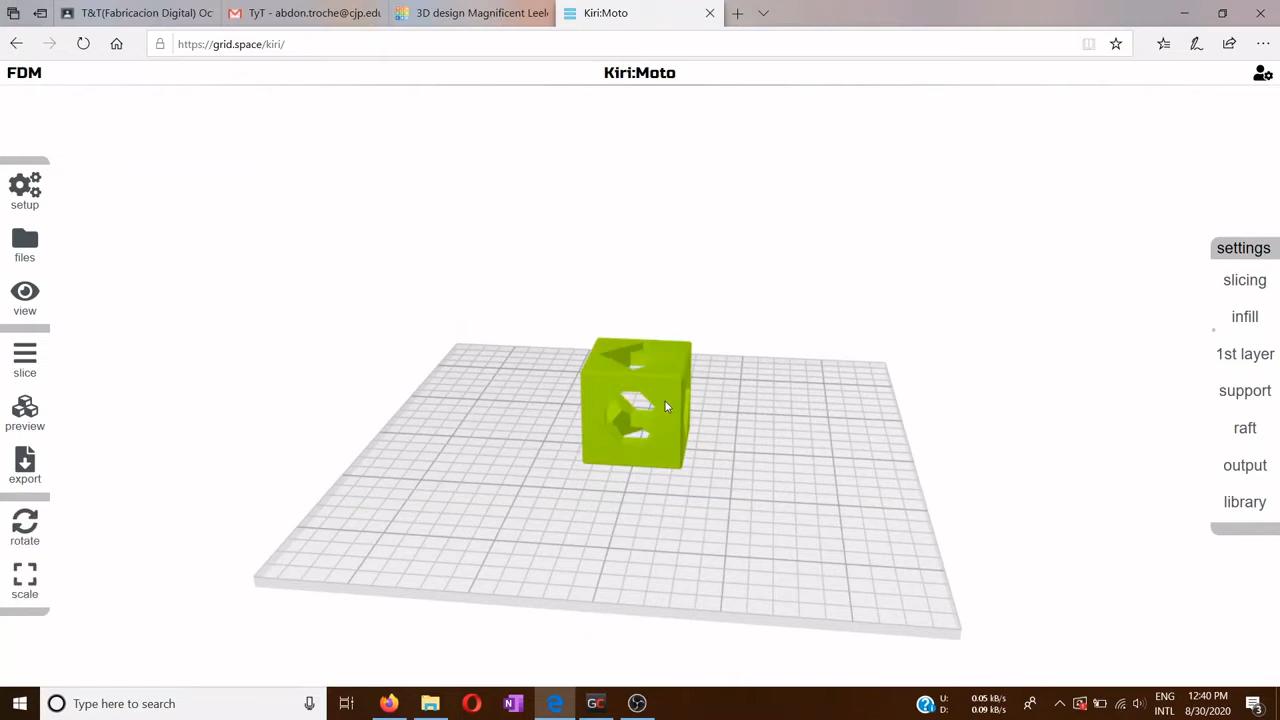 T&T(Fabricacion Digital) Oc
TyT - abdon.troche@cjp.edu
3D design Magnificent Leel
Kiri:Moto
https://grid.space/kiri/
FDM
Kiri:Moto
setup
files
view
slice
preview
export
rotate
scale
settings
slicing
infill
1st layer
support
raft
output
library
Type here to search
U: 0.05 kB/s
D: 0.09 kB/s
ENG
INTL
12:40 PM
8/30/2020